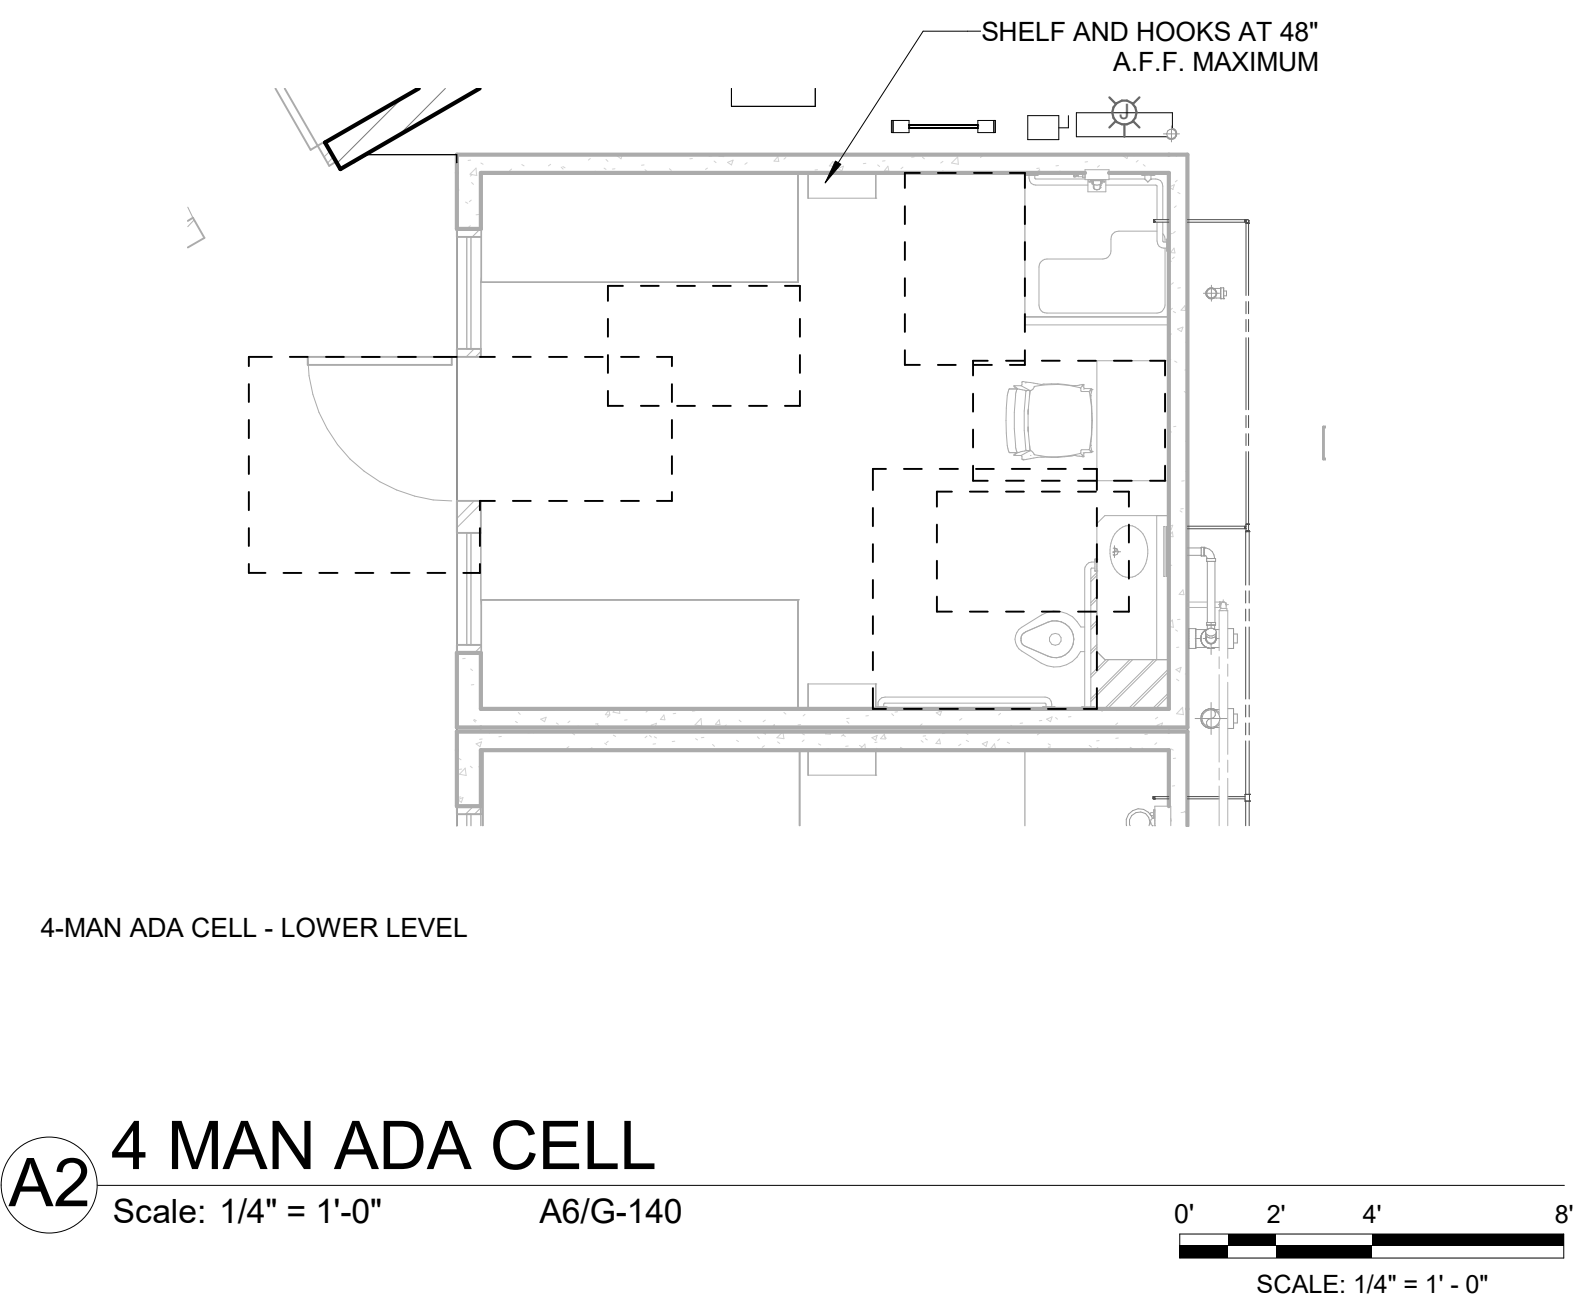 SHELF AND HOOKS AT 48"
A.F.F. MAXIMUM
J
4-MAN ADA CELL - LOWER LEVEL
A2
4 MAN ADA CELL
Scale: 1/4" = 1'-0"
A6/G-140
0' 2' 4' 8'
SCALE: 1/4" = 1' - 0"